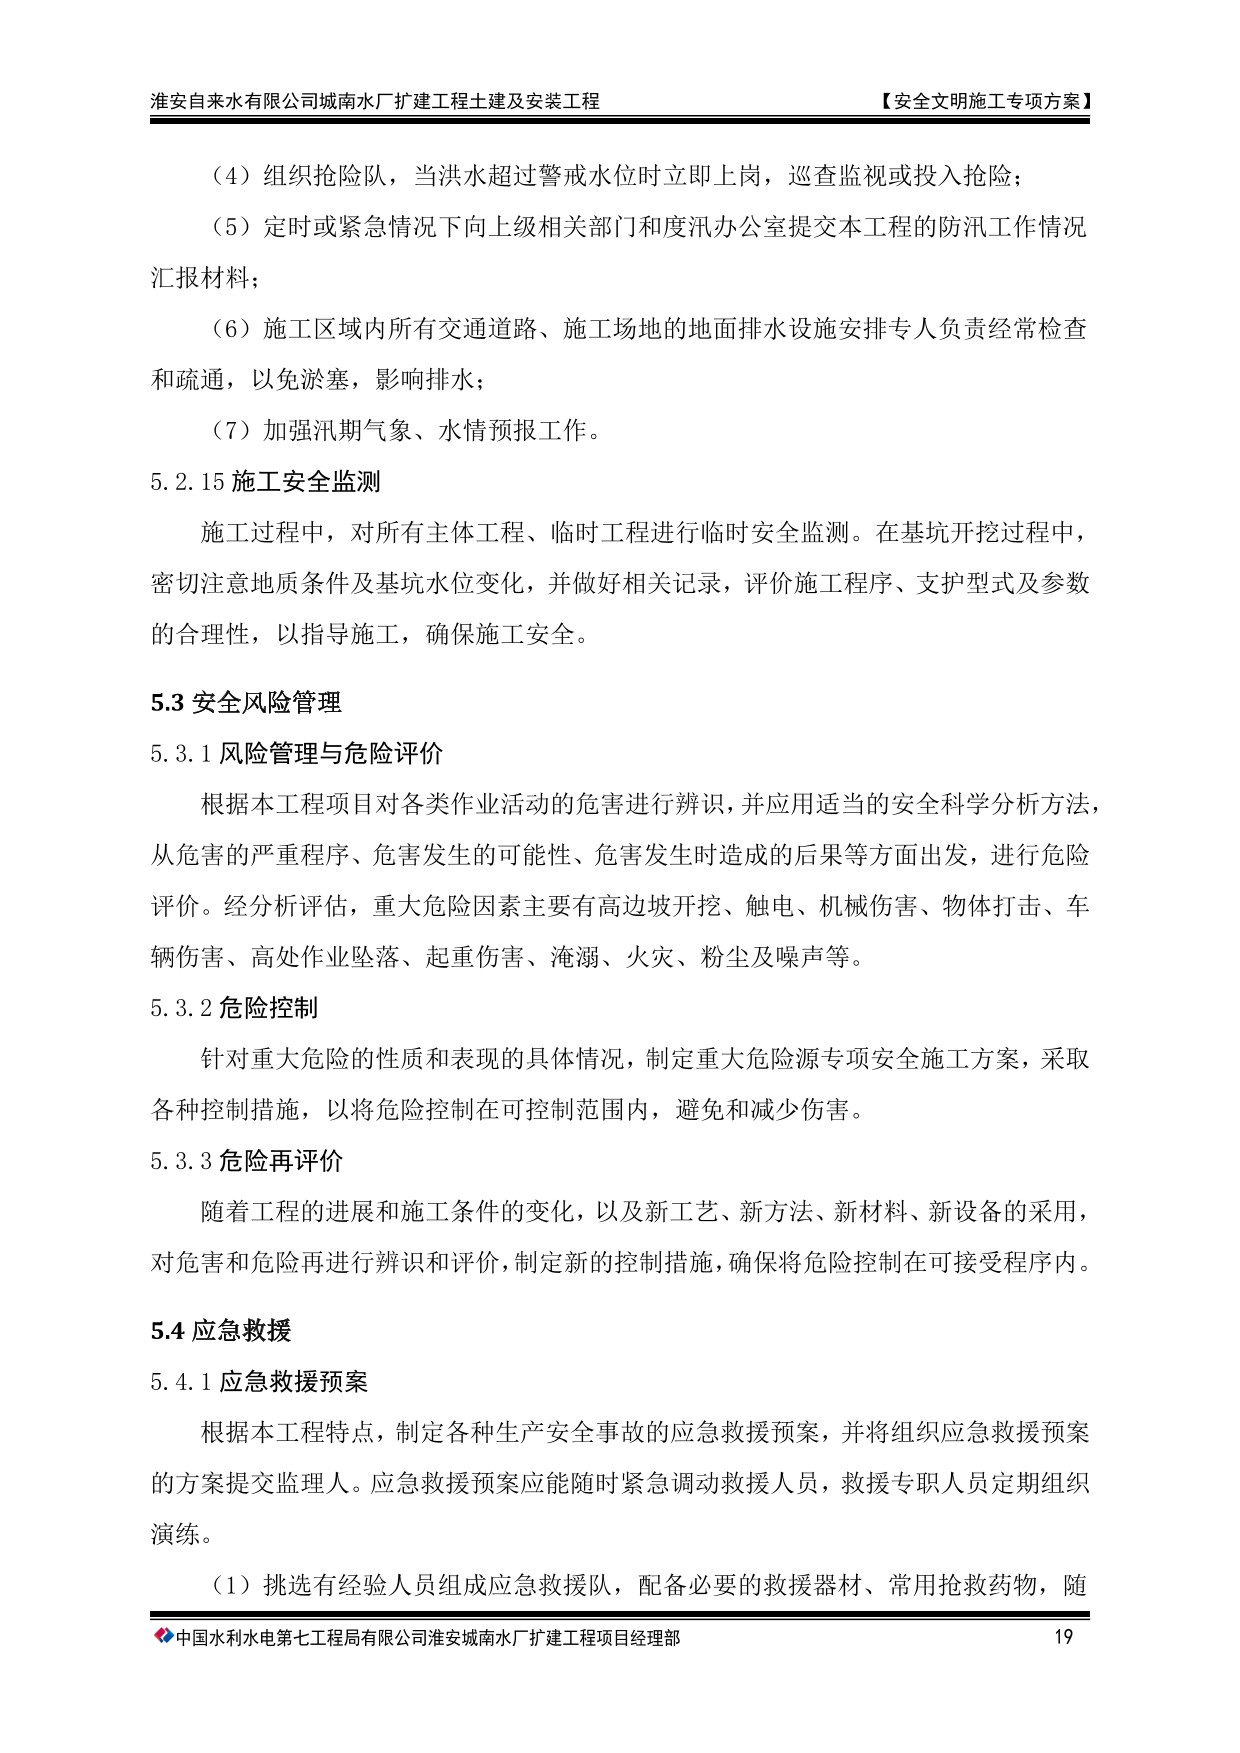 淮安自来水有限公司城南水厂扩建工程土建及安装工程 【安全文明施工专项方案】
（4）组织抢险队，当洪水超过警戒水位时立即上岗，巡查监视或投入抢险；
（5）定时或紧急情况下向上级相关部门和度汛办公室提交本工程的防汛工作情况
汇报材料；
（6）施工区域内所有交通道路、施工场地的地面排水设施安排专人负责经常检查
和疏通，以免淤塞，影响排水；
（7）加强汛期气象、水情预报工作。
5.2.15 施工安全监测
施工过程中，对所有主体工程、临时工程进行临时安全监测。在基坑开挖过程中，
密切注意地质条件及基坑水位变化，并做好相关记录，评价施工程序、支护型式及参数
的合理性，以指导施工，确保施工安全。
5.3 安全风险管理
5.3.1 风险管理与危险评价
根据本工程项目对各类作业活动的危害进行辨识，并应用适当的安全科学分析方法，
从危害的严重程序、危害发生的可能性、危害发生时造成的后果等方面出发，进行危险
评价。经分析评估，重大危险因素主要有高边坡开挖、触电、机械伤害、物体打击、车
辆伤害、高处作业坠落、起重伤害、淹溺、火灾、粉尘及噪声等。
5.3.2 危险控制
针对重大危险的性质和表现的具体情况，制定重大危险源专项安全施工方案，采取
各种控制措施，以将危险控制在可控制范围内，避免和减少伤害。
5.3.3 危险再评价
随着工程的进展和施工条件的变化，以及新工艺、新方法、新材料、新设备的采用，
对危害和危险再进行辨识和评价，制定新的控制措施，确保将危险控制在可接受程序内。
5.4 应急救援
5.4.1 应急救援预案
根据本工程特点，制定各种生产安全事故的应急救援预案，并将组织应急救援预案
的方案提交监理人。应急救援预案应能随时紧急调动救援人员，救援专职人员定期组织
演练。
（1）挑选有经验人员组成应急救援队，配备必要的救援器材、常用抢救药物，随
中国水利水电第七工程局有限公司淮安城南水厂扩建工程项目经理部 19